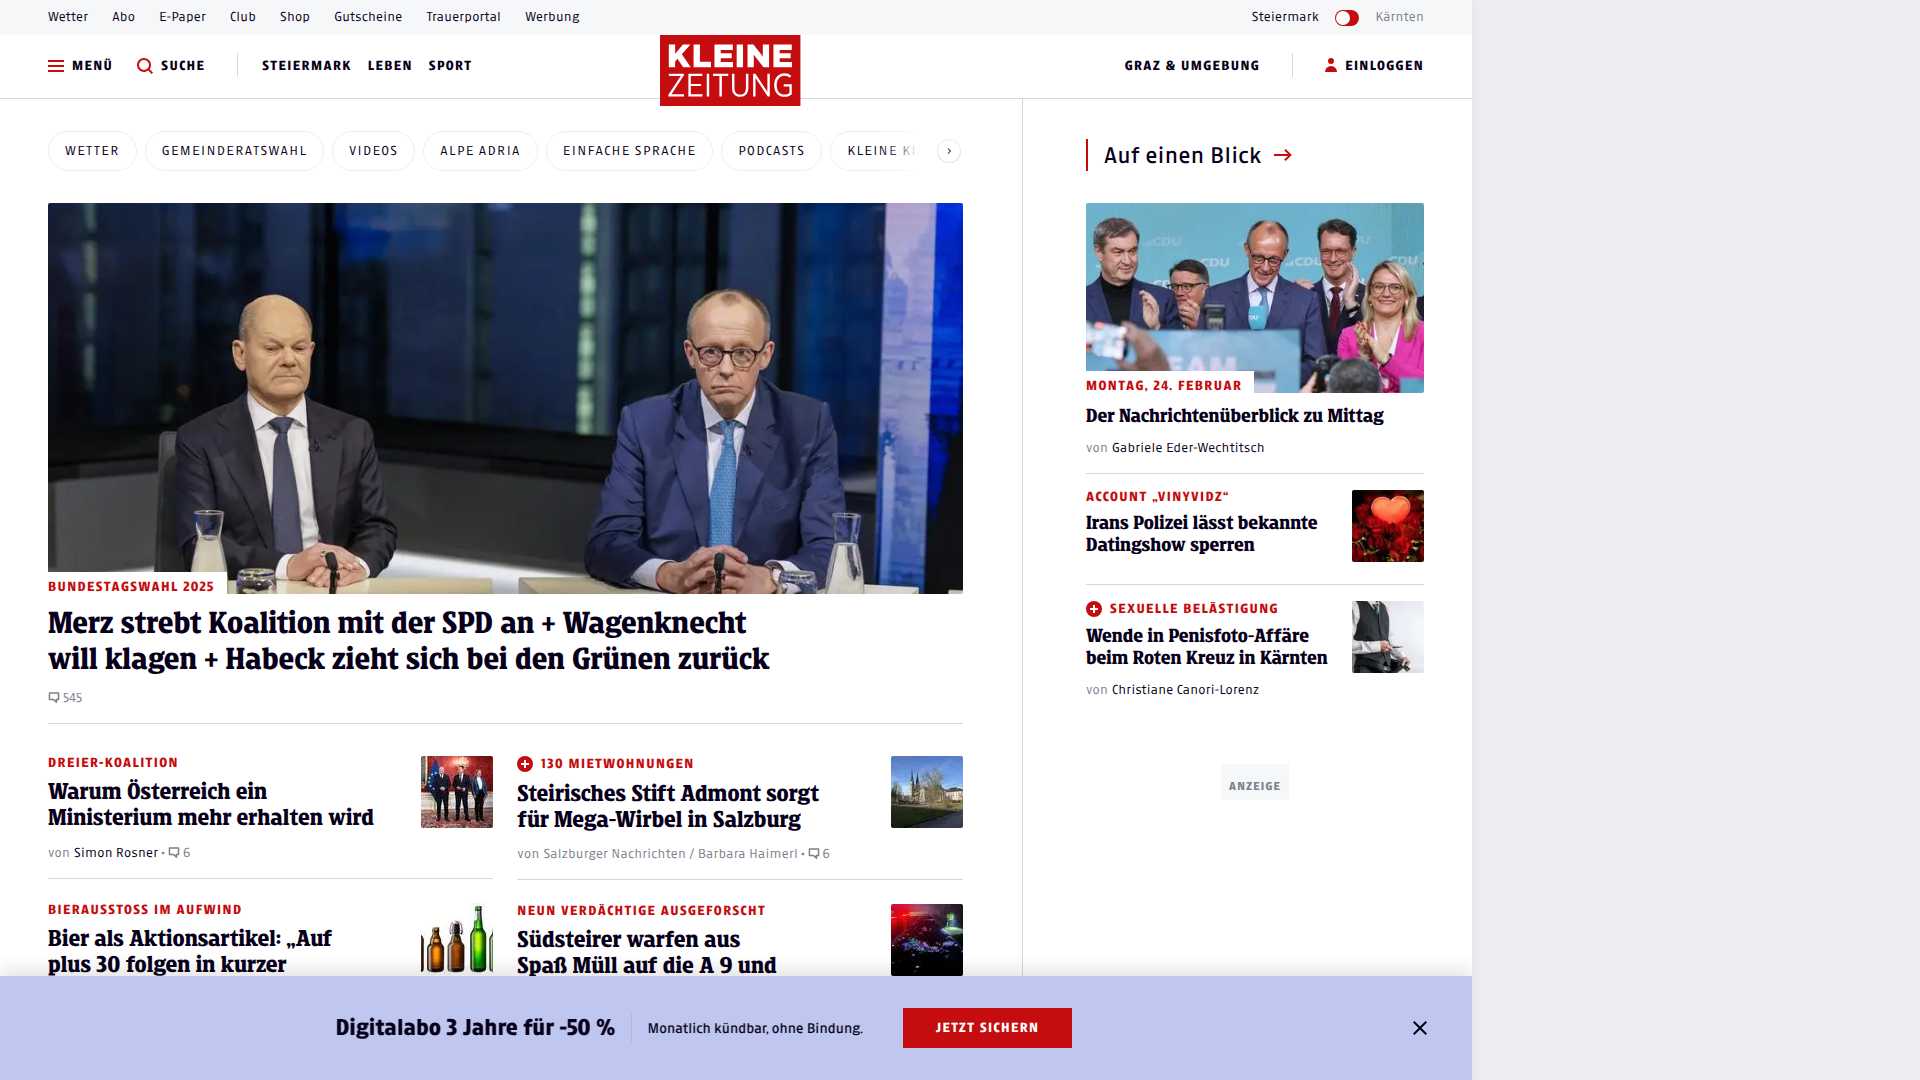 Wetter Abo E-Paper Club Shop Gutscheine Trauerportal Werbung Steiermark Kärnten
MENÜ SUCHE STEIERMARK LEBEN SPORT KLEINE ZEITUNG GRAZ & UMGEBUNG EINLOGGEN
WETTER GEMEINDERATSWAHL VIDEOS ALPE ADRIA EINFACHE SPRACHE PODCASTS KLEINE
BUNDESTAGSWAHL 2025
Merz strebt Koalition mit der SPD an + Wagenknecht
will klagen + Habeck zieht sich bei den Grünen zurück
545
DREIER-KOALITION
Warum Österreich ein
Ministerium mehr erhalten wird
von Simon Rosner • 6
130 MIETWOHNUNGEN
Steirisches Stift Admont sorgt
für Mega-Wirbel in Salzburg
von Salzburger Nachrichten / Barbara Haimerl • 6
BIERAUSSTOSS IM AUFWIND
Bier als Aktionsartikel: „Auf
plus 30 folgen in kurzer
NEUN VERDÄCHTIGE AUSGEFORSCHT
Südsteirer warfen aus
Spaß Müll auf die A 9 und
Auf einen Blick
CDU
CDU
CDU
TEAM
MONTAG, 24. FEBRUAR
Der Nachrichtenüberblick zu Mittag
von Gabriele Eder-Wechtitsch
ACCOUNT „VINYVIDZ“
Irans Polizei lässt bekannte
Datingshow sperren
SEXUELLE BELÄSTIGUNG
Wende in Penisfoto-Affäre
beim Roten Kreuz in Kärnten
von Christiane Canori-Lorenz
ANZEIGE
Digitalabo 3 Jahre für -50 % Monatlich kündbar, ohne Bindung. JETZT SICHERN